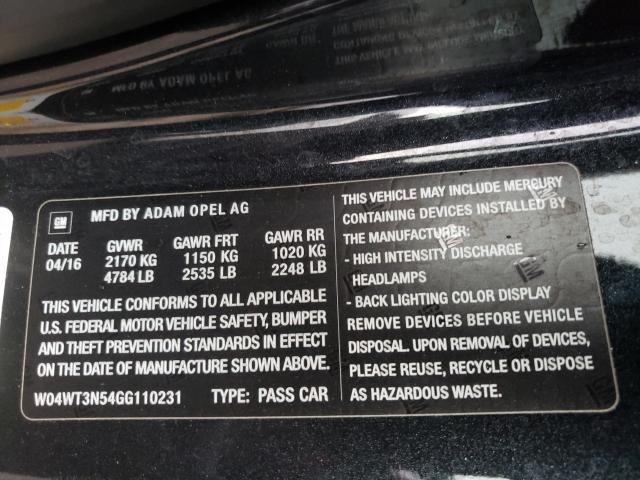 GM
MFD BY ADAM OPEL AG
DATE GVWR GAWR FRT GAWR RR
04/16 2170 KG 1150 KG 1020 KG
4784 LB 2535 LB 2248 LB
THIS VEHICLE CONFORMS TO ALL APPLICABLE
U.S. FEDERAL MOTOR VEHICLE SAFETY, BUMPER
AND THEFT PREVENTION STANDARDS IN EFFECT
ON THE DATE OF MANUFACTURE SHOWN ABOVE.
W04WT3N54GG110231 TYPE: PASS CAR
THIS VEHICLE MAY INCLUDE MERCURY
CONTAINING DEVICES INSTALLED BY
THE MANUFACTURER:
- HIGH INTENSITY DISCHARGE
HEADLAMPS
- BACK LIGHTING COLOR DISPLAY
REMOVE DEVICES BEFORE VEHICLE
DISPOSAL. UPON REMOVAL OF DEVICES,
PLEASE REUSE, RECYCLE OR DISPOSE
AS HAZARDOUS WASTE.